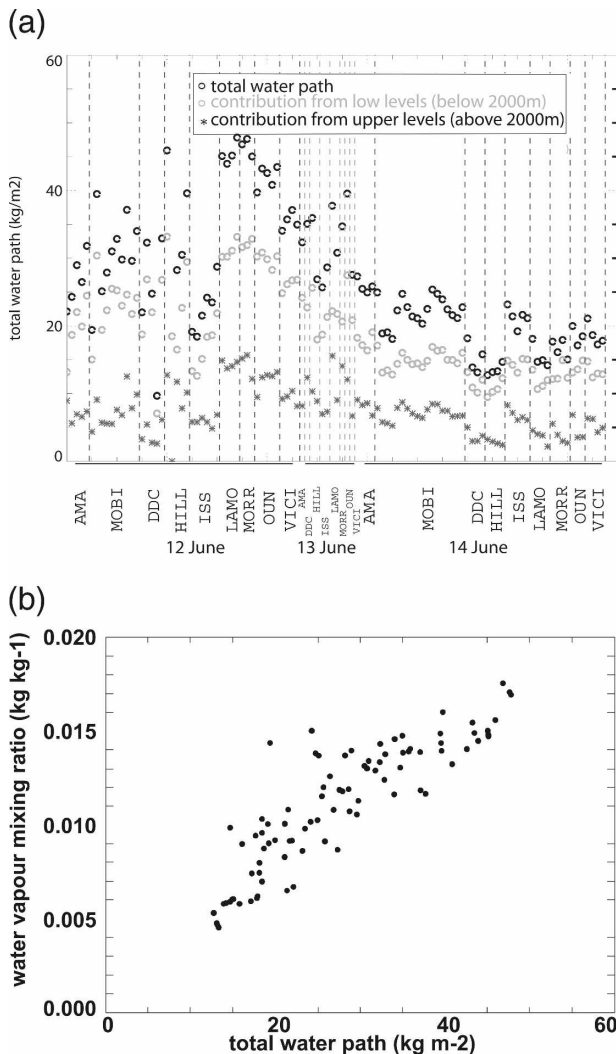 (a)
60
40
20
0
total water path (kg/m2)
total water path
contribution from low levels (below 2000m)
contribution from upper levels (above 2000m)
AMA
MOBI
DDC
HILL
ISS
LAMO
MORR
OUN
VICI
AMA
DDC
HILL
ISS
LAMO
MORR
OUN
VICI
AMA
MOBI
DDC
HILL
ISS
LAMO
MORR
OUN
VICI
12 June
13 June
14 June
(b)
0.020
0.015
0.010
0.005
0.000
water vapour mixing ratio (kg kg-1)
0
20
40
60
total water path (kg m-2)